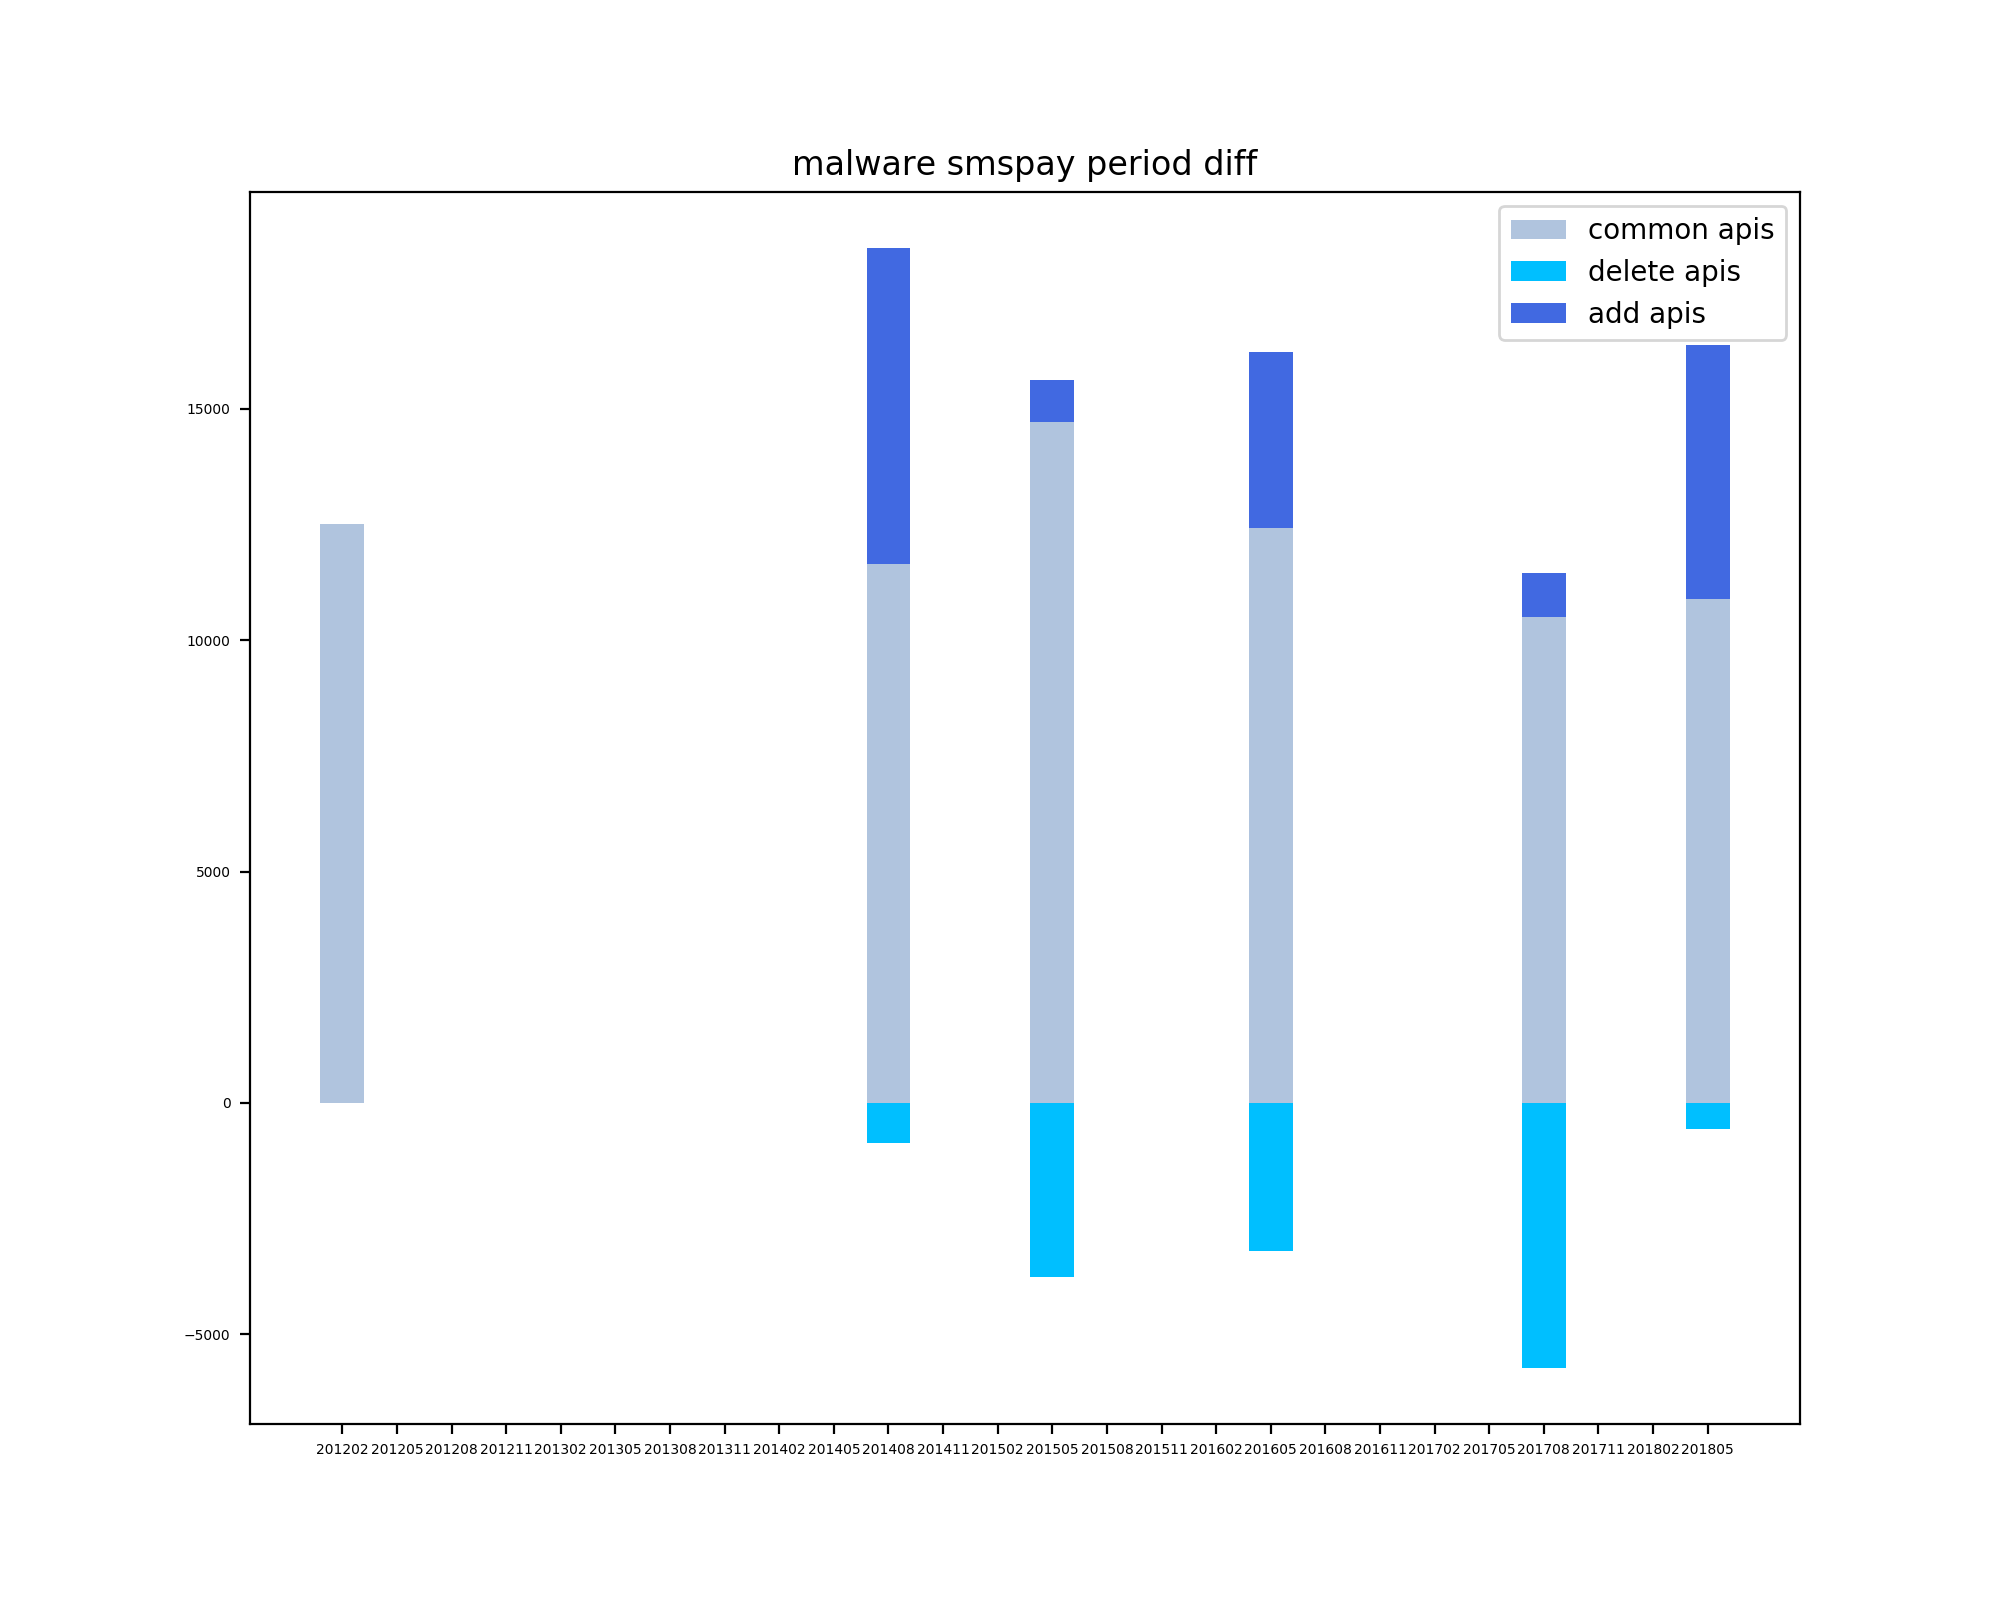 malware smspay period diff
common apis
delete apis
add apis
15000
10000
5000
0
−5000
201202 201205 201208 201211 201302 201305 201308 201311 201402 201405 201408 201411 201502 201505 201508 201511 201602 201605 201608 201611 201702 201705 201708 201711 201802 201805